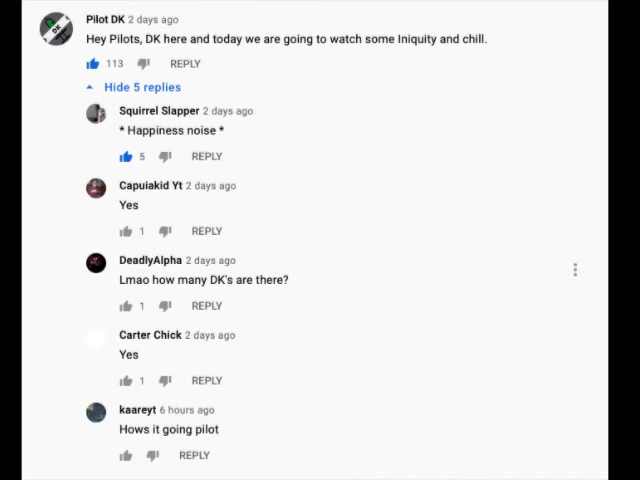 Pilot DK 2 days ago
Hey Pilots, DK here and today we are going to watch some Iniquity and chill.
113 REPLY
Hide 5 replies
Squirrel Slapper 2 days ago
* Happiness noise *
5 REPLY
Capuiakid Yt 2 days ago
Yes
1 REPLY
DeadlyAlpha 2 days ago
Lmao how many DK's are there?
1 REPLY
Carter Chick 2 days ago
Yes
1 REPLY
kaareyt 6 hours ago
Hows it going pilot
REPLY